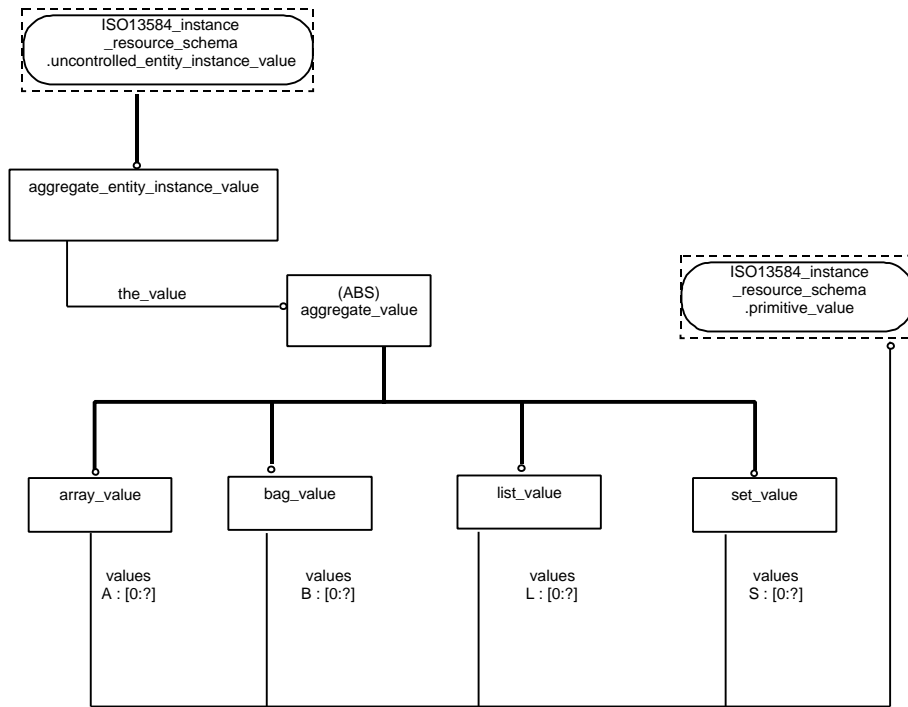 ISO13584_instance
_resource_schema
.uncontrolled_entity_instance_value
aggregate_entity_instance_value
ISO13584_instance
_resource_schema
.primitive_value
the_value
(ABS)
aggregate_value
array_value
bag_value
list_value
set_value
values
A : [0:?]
values
B : [0:?]
values
L : [0:?]
values
S : [0:?]